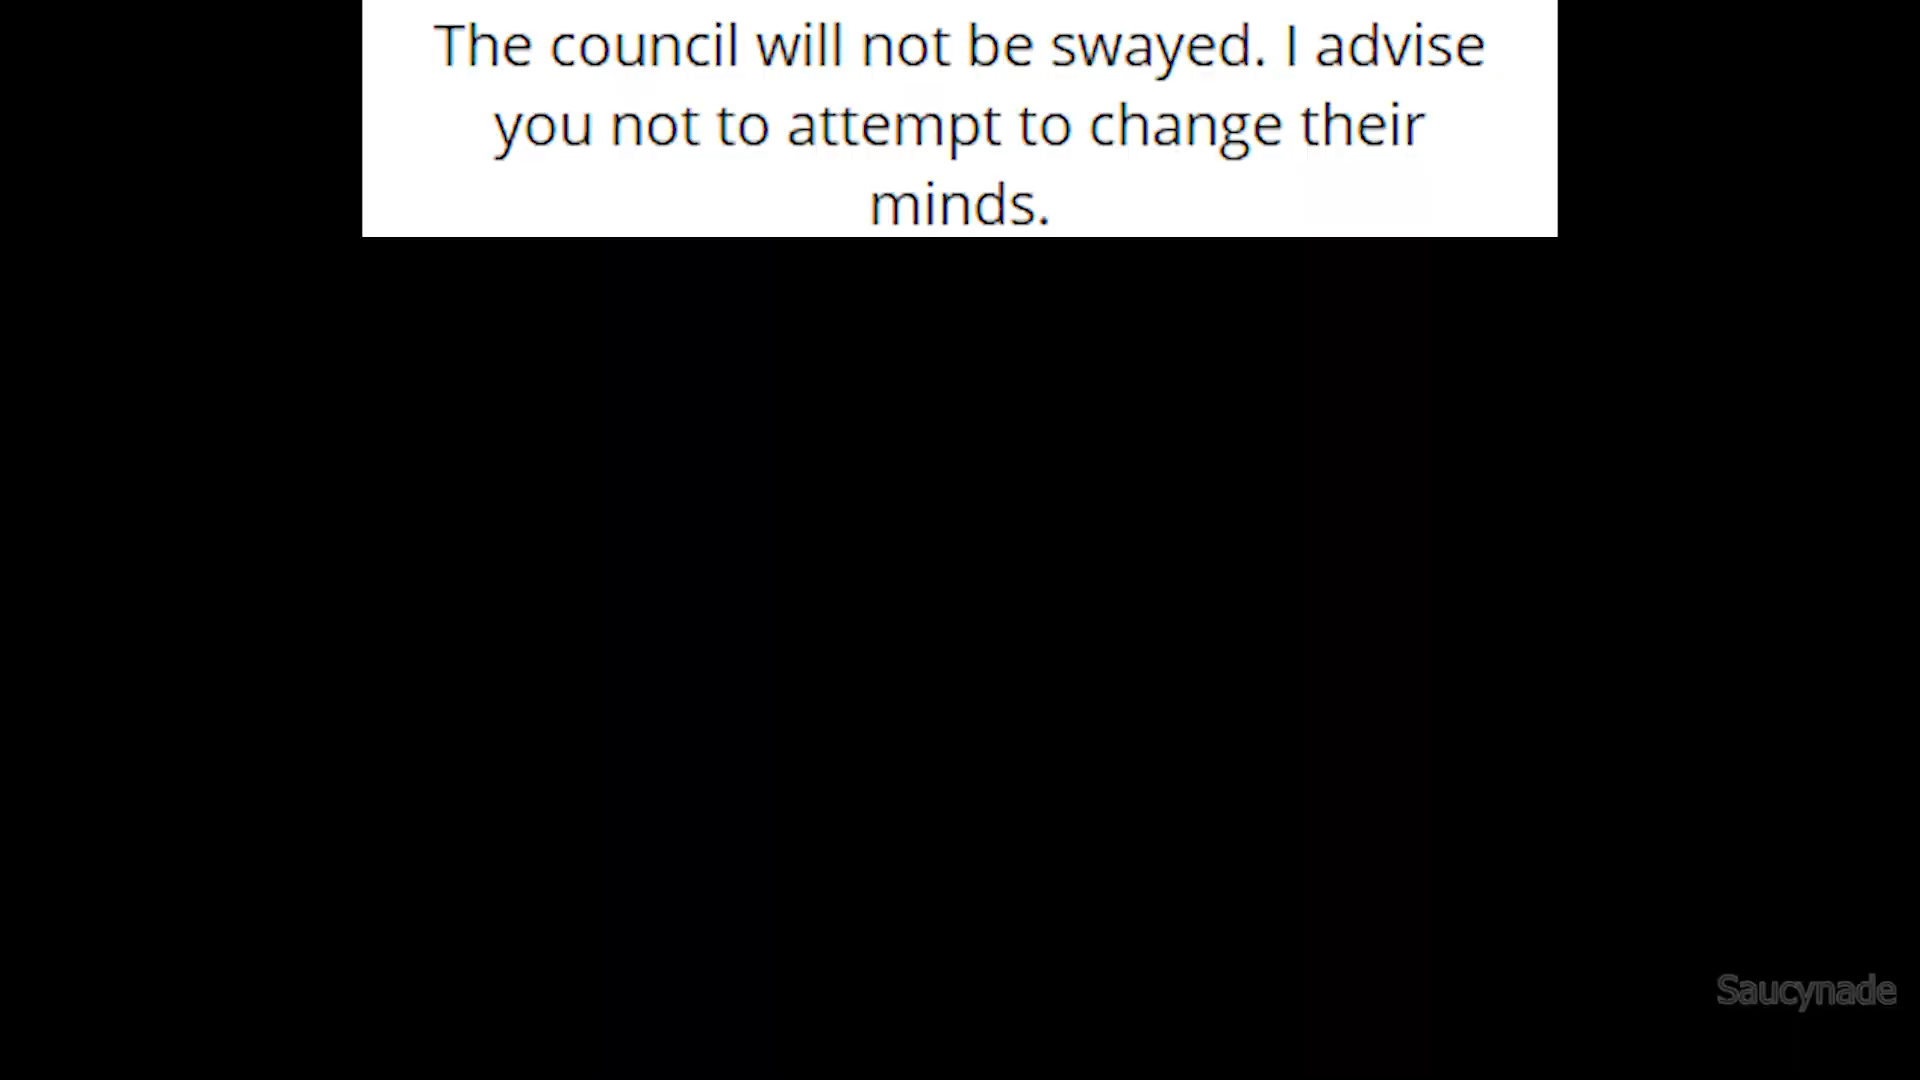 The council will not be swayed. I advise
you not to attempt to change their
minds.
Saucynade